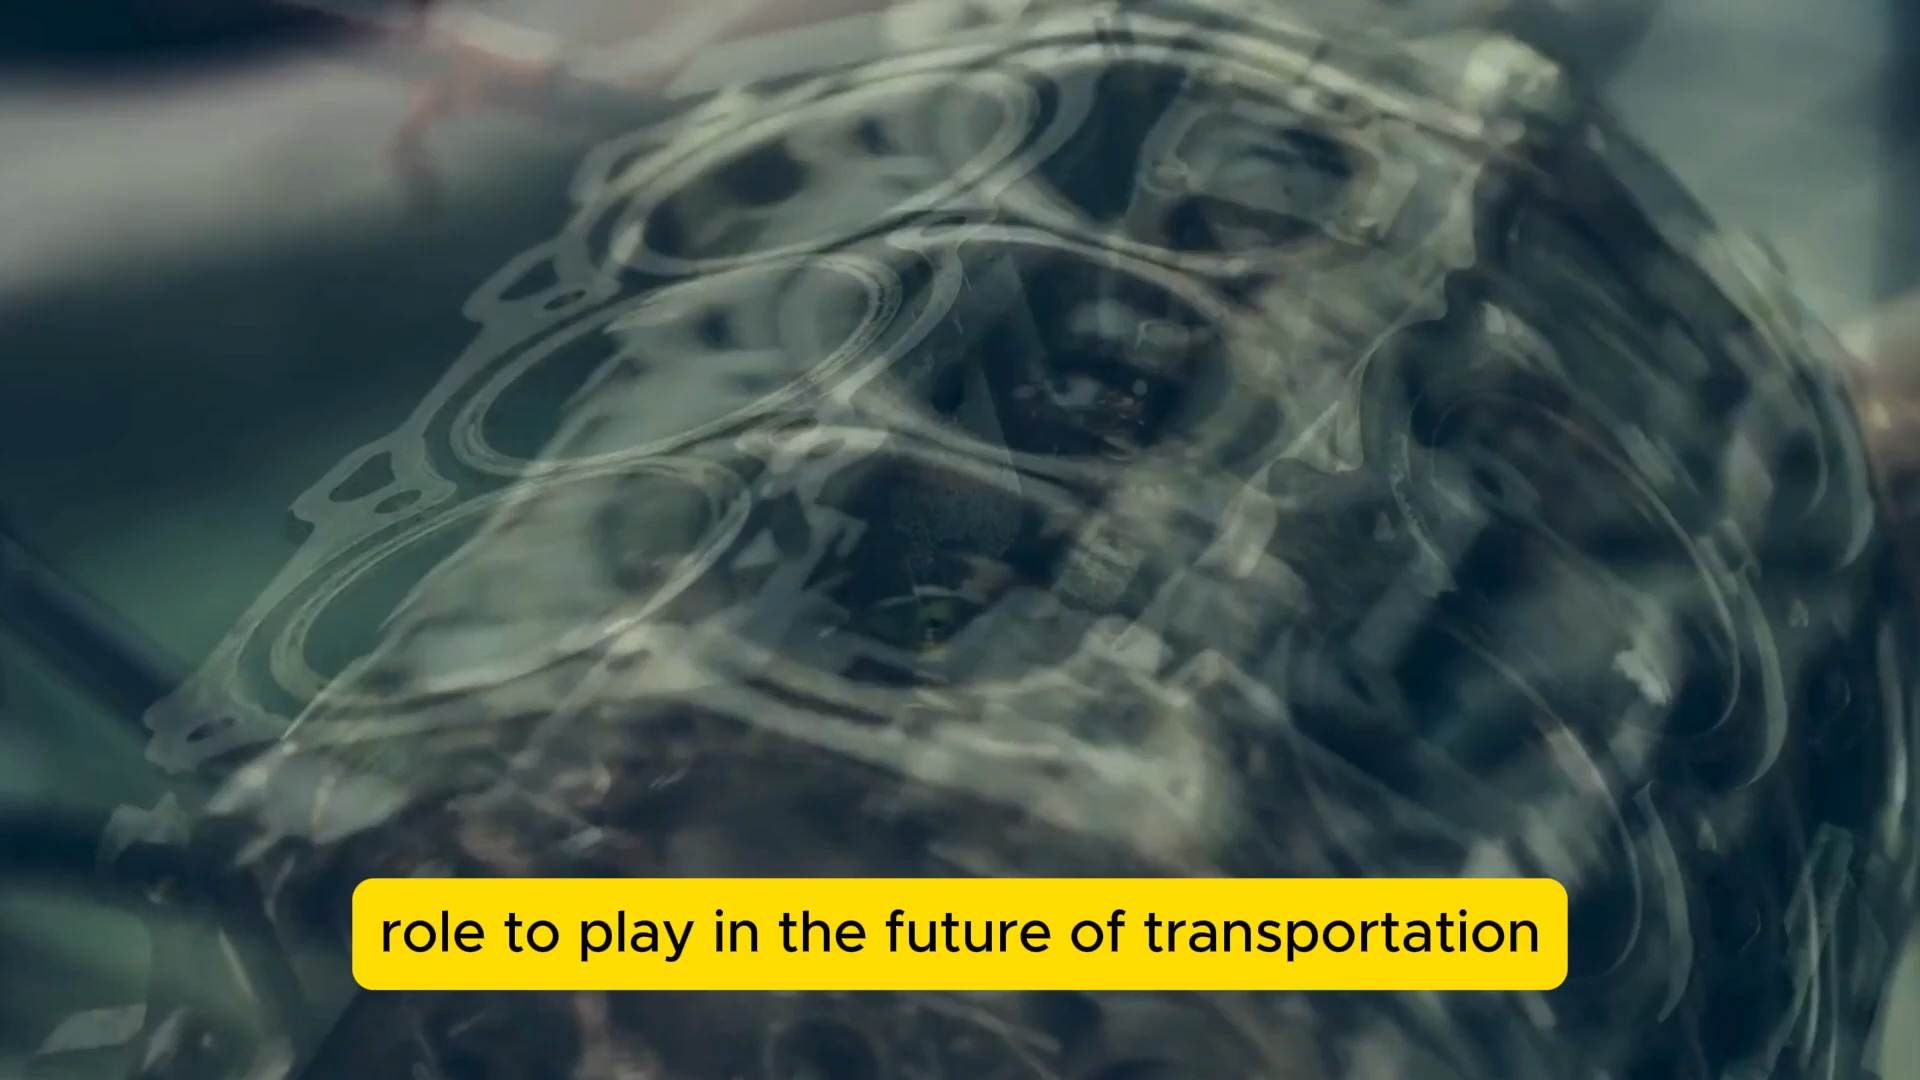 role to play in the future of transportation